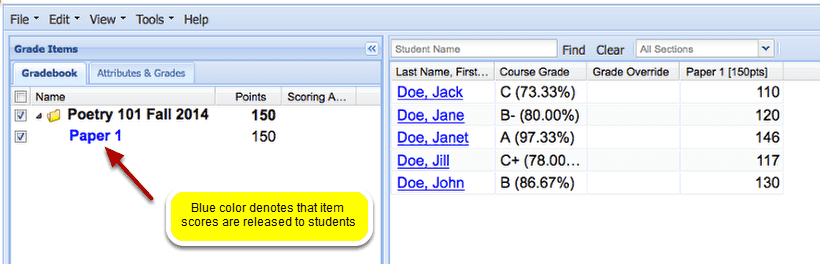 File Edit View Tools Help
Grade Items
Gradebook Attributes & Grades
Name Points Scoring A...
Poetry 101 Fall 2014 150
Paper 1 150
Blue color denotes that item
scores are released to students
Student Name Find Clear All Sections
Last Name, First... Course Grade Grade Override Paper 1 [150pts]
Doe, Jack C (73.33%) 110
Doe, Jane B- (80.00%) 120
Doe, Janet A (97.33%) 146
Doe, Jill C+ (78.00... 117
Doe, John B (86.67%) 130